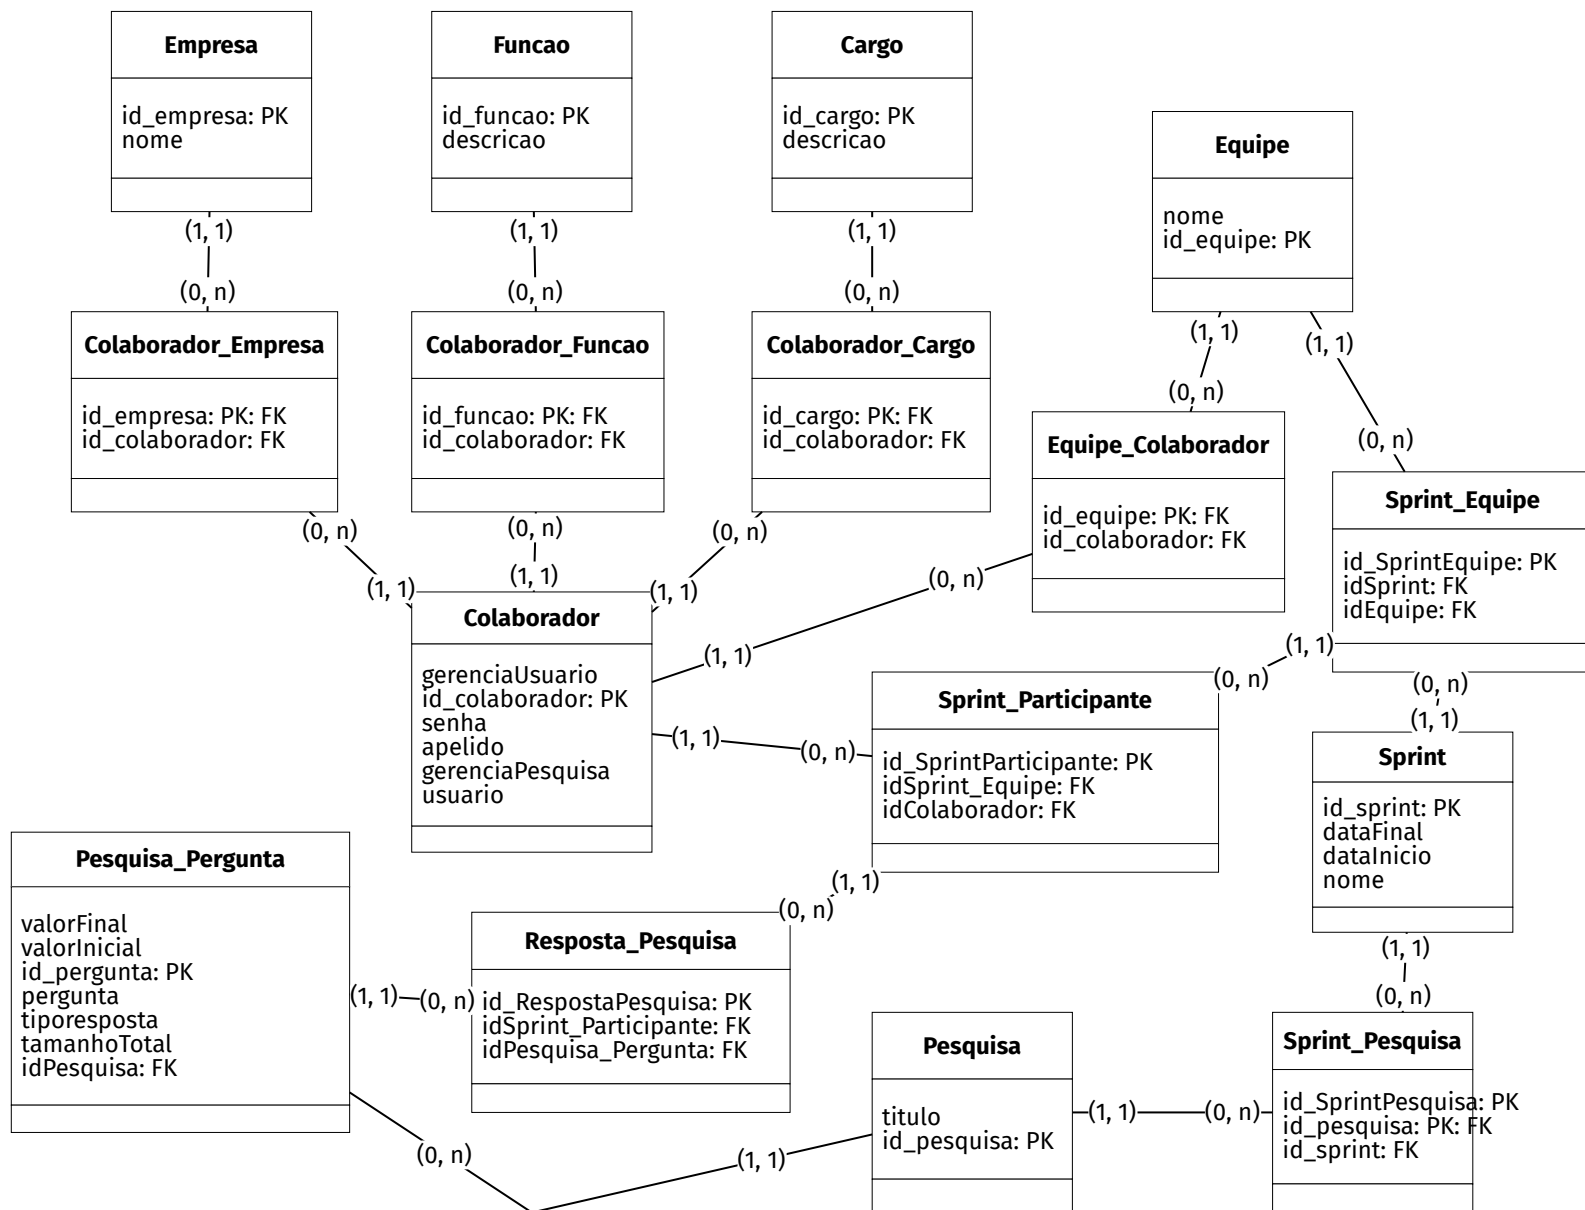 Empresa
id_empresa: PK
nome
Funcao
id_funcao: PK
descricao
Cargo
id_cargo: PK
descricao
Equipe
nome
id_equipe: PK
(1, 1)
(0, n)
(1, 1)
(0, n)
(1, 1)
(0, n)
(1, 1)
(0, n)
(1, 1)
(0, n)
Colaborador_Empresa
id_empresa: PK: FK
id_colaborador: FK
Colaborador_Funcao
id_funcao: PK: FK
id_colaborador: FK
Colaborador_Cargo
id_cargo: PK: FK
id_colaborador: FK
Equipe_Colaborador
id_equipe: PK: FK
id_colaborador: FK
Sprint_Equipe
id_SprintEquipe: PK
idSprint: FK
idEquipe: FK
(0, n)
(1, 1)
(0, n)
(1, 1)
(0, n)
(1, 1)
(0, n)
(1, 1)
(1, 1)
(0, n)
(0, n)
(1, 1)
Colaborador
gerenciaUsuario
id_colaborador: PK
senha
apelido
gerenciaPesquisa
usuario
(1, 1)
(0, n)
Sprint_Participante
id_SprintParticipante: PK
idSprint_Equipe: FK
idColaborador: FK
Sprint
id_sprint: PK
dataFinal
dataInicio
nome
(1, 1)
(0, n)
(1, 1)
(0, n)
Pesquisa_Pergunta
valorFinal
valorInicial
id_pergunta: PK
pergunta
tiporesposta
tamanhoTotal
idPesquisa: FK
(1, 1)
(0, n)
Resposta_Pesquisa
id_RespostaPesquisa: PK
idSprint_Participante: FK
idPesquisa_Pergunta: FK
Pesquisa
titulo
id_pesquisa: PK
(1, 1)
(0, n)
Sprint_Pesquisa
id_SprintPesquisa: PK
id_pesquisa: PK: FK
id_sprint: FK
(0, n)
(1, 1)